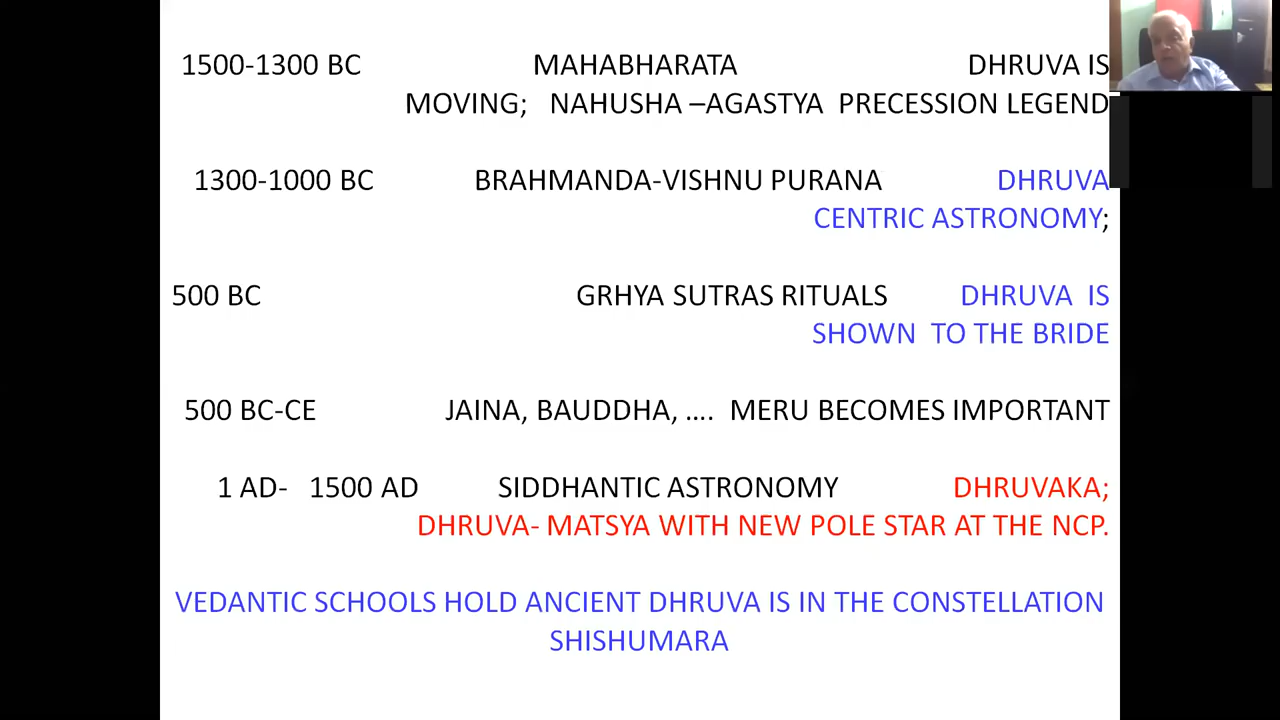 1500-1300 BC MAHABHARATA DHRUVA IS
MOVING; NAHUSHA –AGASTYA PRECESSION LEGEND
1300-1000 BC BRAHMANDA-VISHNU PURANA DHRUVA
CENTRIC ASTRONOMY;
500 BC GRHYA SUTRAS RITUALS DHRUVA IS
SHOWN TO THE BRIDE
500 BC-CE JAINA, BAUDDHA, …. MERU BECOMES IMPORTANT
1 AD- 1500 AD SIDDHANTIC ASTRONOMY DHRUVAKA;
DHRUVA- MATSYA WITH NEW POLE STAR AT THE NCP.
VEDANTIC SCHOOLS HOLD ANCIENT DHRUVA IS IN THE CONSTELLATION
SHISHUMARA